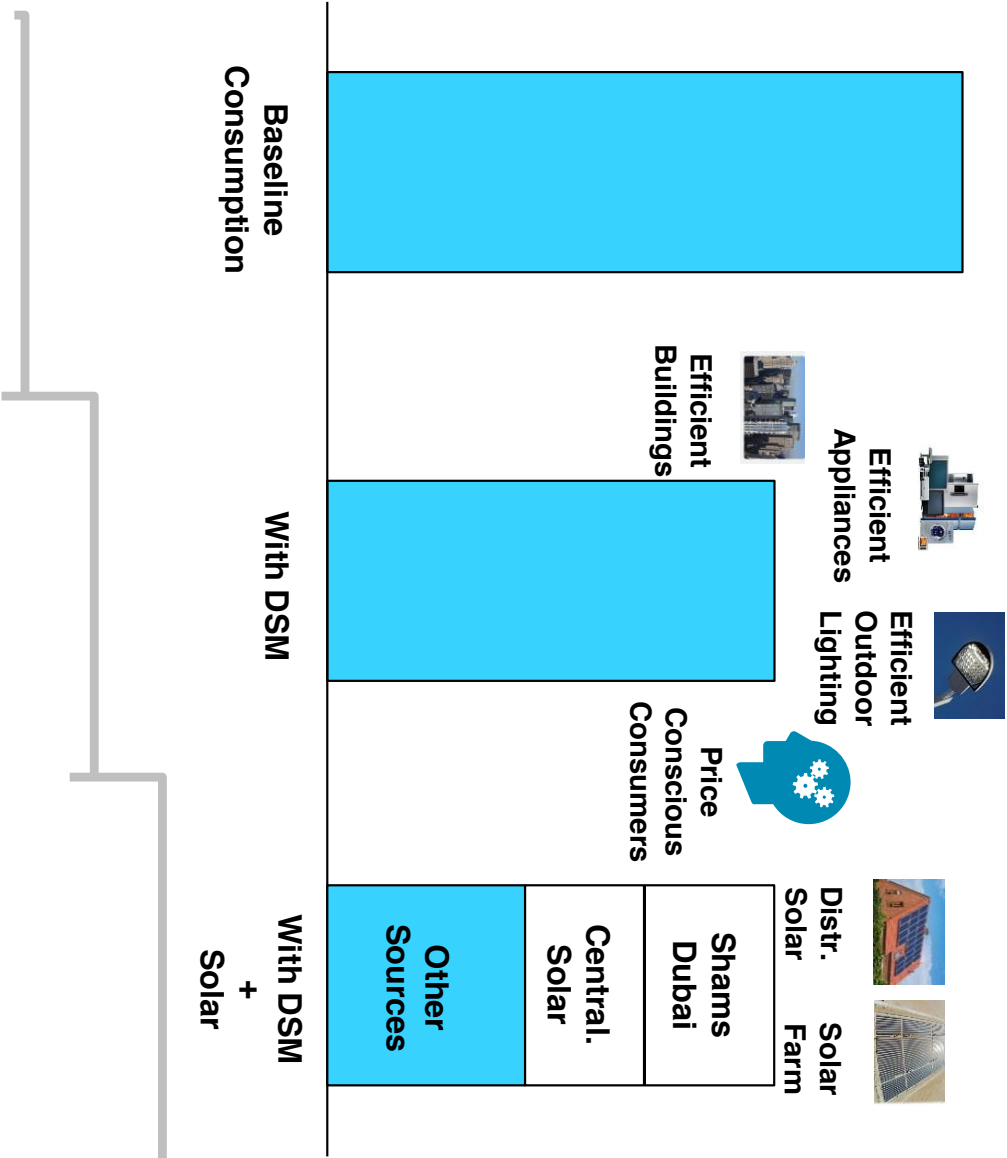 Efficient
Buildings
Efficient
Appliances
Efficient
Outdoor
Lighting
Price
Conscious
Consumers
Distr.
Solar
Solar
Farm
Shams
Dubai
Central.
Solar
Other
Sources
Baseline
Consumption
With DSM
With DSM
+
Solar